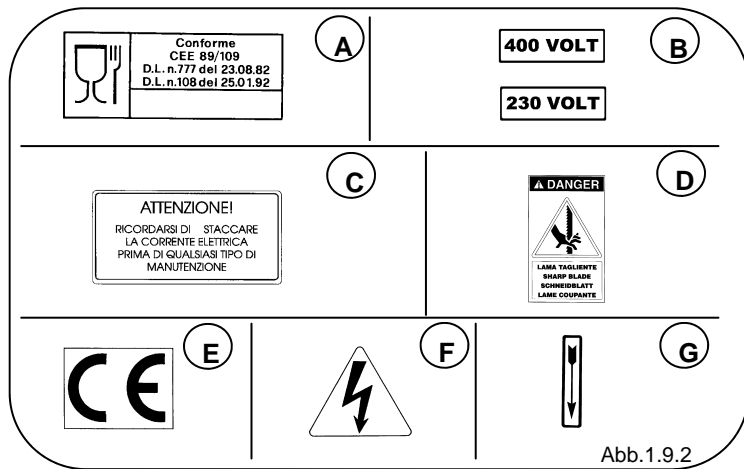 Conforme
CEE 89/109
D.L. n.777 del 23.08.82
D.L. n.108 del 25.01.92
A
400 VOLT
230 VOLT
B
ATTENZIONE!
RICORDARSI DI STACCARE
LA CORRENTE ELETTRICA
PRIMA DI QUALSIASI TIPO DI
MANUTENZIONE
C
DANGER
LAMA TAGLIENTE
SHARP BLADE
SCHNEIDBLATT
LAME COUPANTE
D
CE
E
F
G
Abb.1.9.2